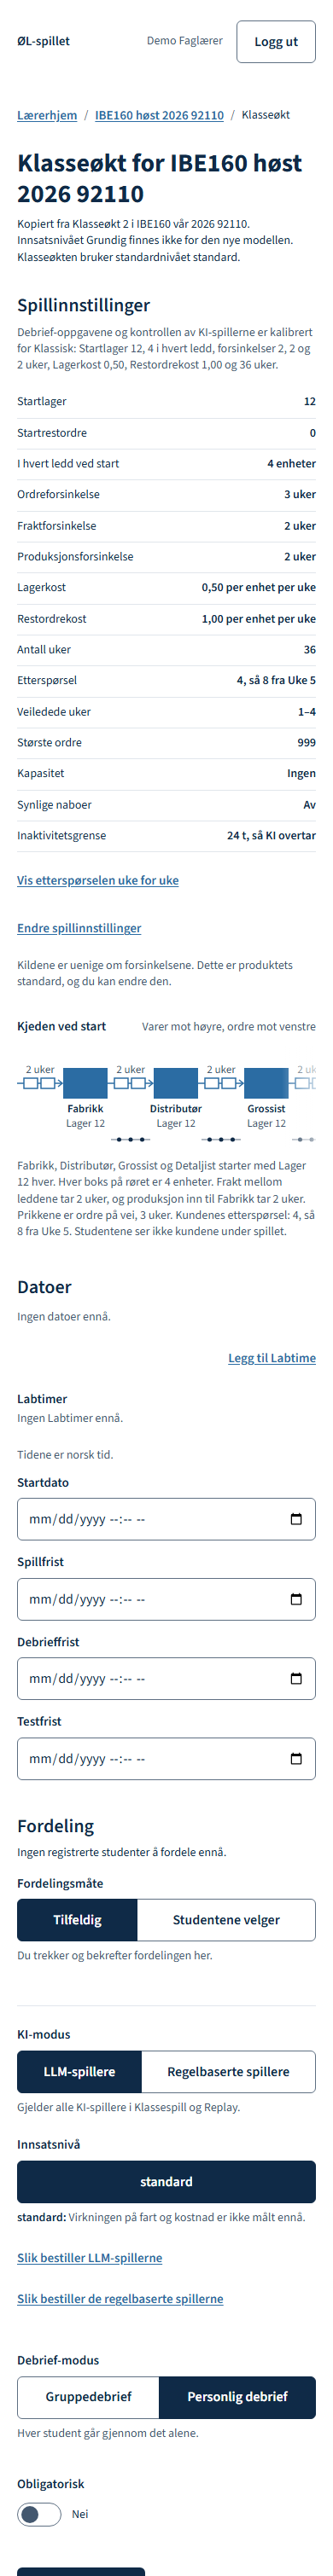 ØL-spillet
Demo Faglærer
Logg ut
Lærerhjem / IBE160 høst 2026 92110 / Klasseøkt
Klasseøkt for IBE160 høst
2026 92110
Kopiert fra Klasseøkt 2 i IBE160 vår 2026 92110.
Innsatsnivået Grundig finnes ikke for den nye modellen.
Klasseøkten bruker standardnivået standard.
Spillinnstillinger
Debrief-oppgavene og kontrollen av KI-spillerne er kalibrert
for Klassisk: Startlager 12, 4 i hvert ledd, forsinkelser 2, 2 og
2 uker, Lagerkost 0,50, Restordrekost 1,00 og 36 uker.
Startlager 12
Startrestordre 0
I hvert ledd ved start 4 enheter
Ordreforsinkelse 3 uker
Fraktforsinkelse 2 uker
Produksjonsforsinkelse 2 uker
Lagerkost 0,50 per enhet per uke
Restordrekost 1,00 per enhet per uke
Antall uker 36
Etterspørsel 4, så 8 fra Uke 5
Veiledede uker 1–4
Største ordre 999
Kapasitet Ingen
Synlige naboer Av
Inaktivitetsgrense 24 t, så KI overtar
Vis etterspørselen uke for uke
Endre spillinnstillinger
Kildene er uenige om forsinkelsene. Dette er produktets
standard, og du kan endre den.
Kjeden ved start Varer mot høyre, ordre mot venstre
2 uker 2 uker 2 uker 2 uk
Fabrikk Distributør Grossist
Lager 12 Lager 12 Lager 12
Fabrikk, Distributør, Grossist og Detaljist starter med Lager
12 hver. Hver boks på røret er 4 enheter. Frakt mellom
leddene tar 2 uker, og produksjon inn til Fabrikk tar 2 uker.
Prikkene er ordre på vei, 3 uker. Kundenes etterspørsel: 4, så
8 fra Uke 5. Studentene ser ikke kundene under spillet.
Datoer
Ingen datoer ennå.
Legg til Labtime
Labtimer
Ingen Labtimer ennå.
Tidene er norsk tid.
Startdato
mm/dd/yyyy --:-- --
Spillfrist
mm/dd/yyyy --:-- --
Debrieffrist
mm/dd/yyyy --:-- --
Testfrist
mm/dd/yyyy --:-- --
Fordeling
Ingen registrerte studenter å fordele ennå.
Fordelingsmåte
Tilfeldig Studentene velger
Du trekker og bekrefter fordelingen her.
KI-modus
LLM-spillere Regelbaserte spillere
Gjelder alle KI-spillere i Klassespill og Replay.
Innsatsnivå
standard
standard: Virkningen på fart og kostnad er ikke målt ennå.
Slik bestiller LLM-spillerne
Slik bestiller de regelbaserte spillerne
Debrief-modus
Gruppedebrief Personlig debrief
Hver student går gjennom det alene.
Obligatorisk
Nei